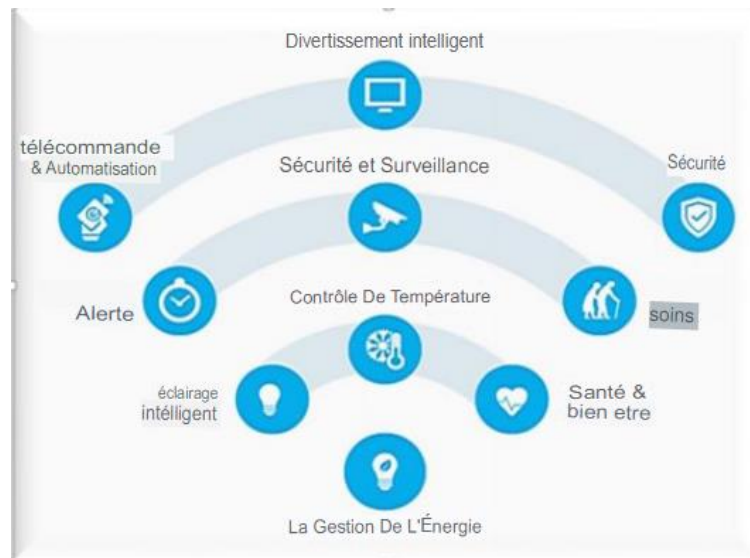 Divertissement intelligent
télécommande
& Automatisation
Sécurité et Surveillance
Sécurité
Alerte
Contrôle De Température
soins
éclairage
intélligent
Santé &
bien etre
La Gestion De L'Énergie